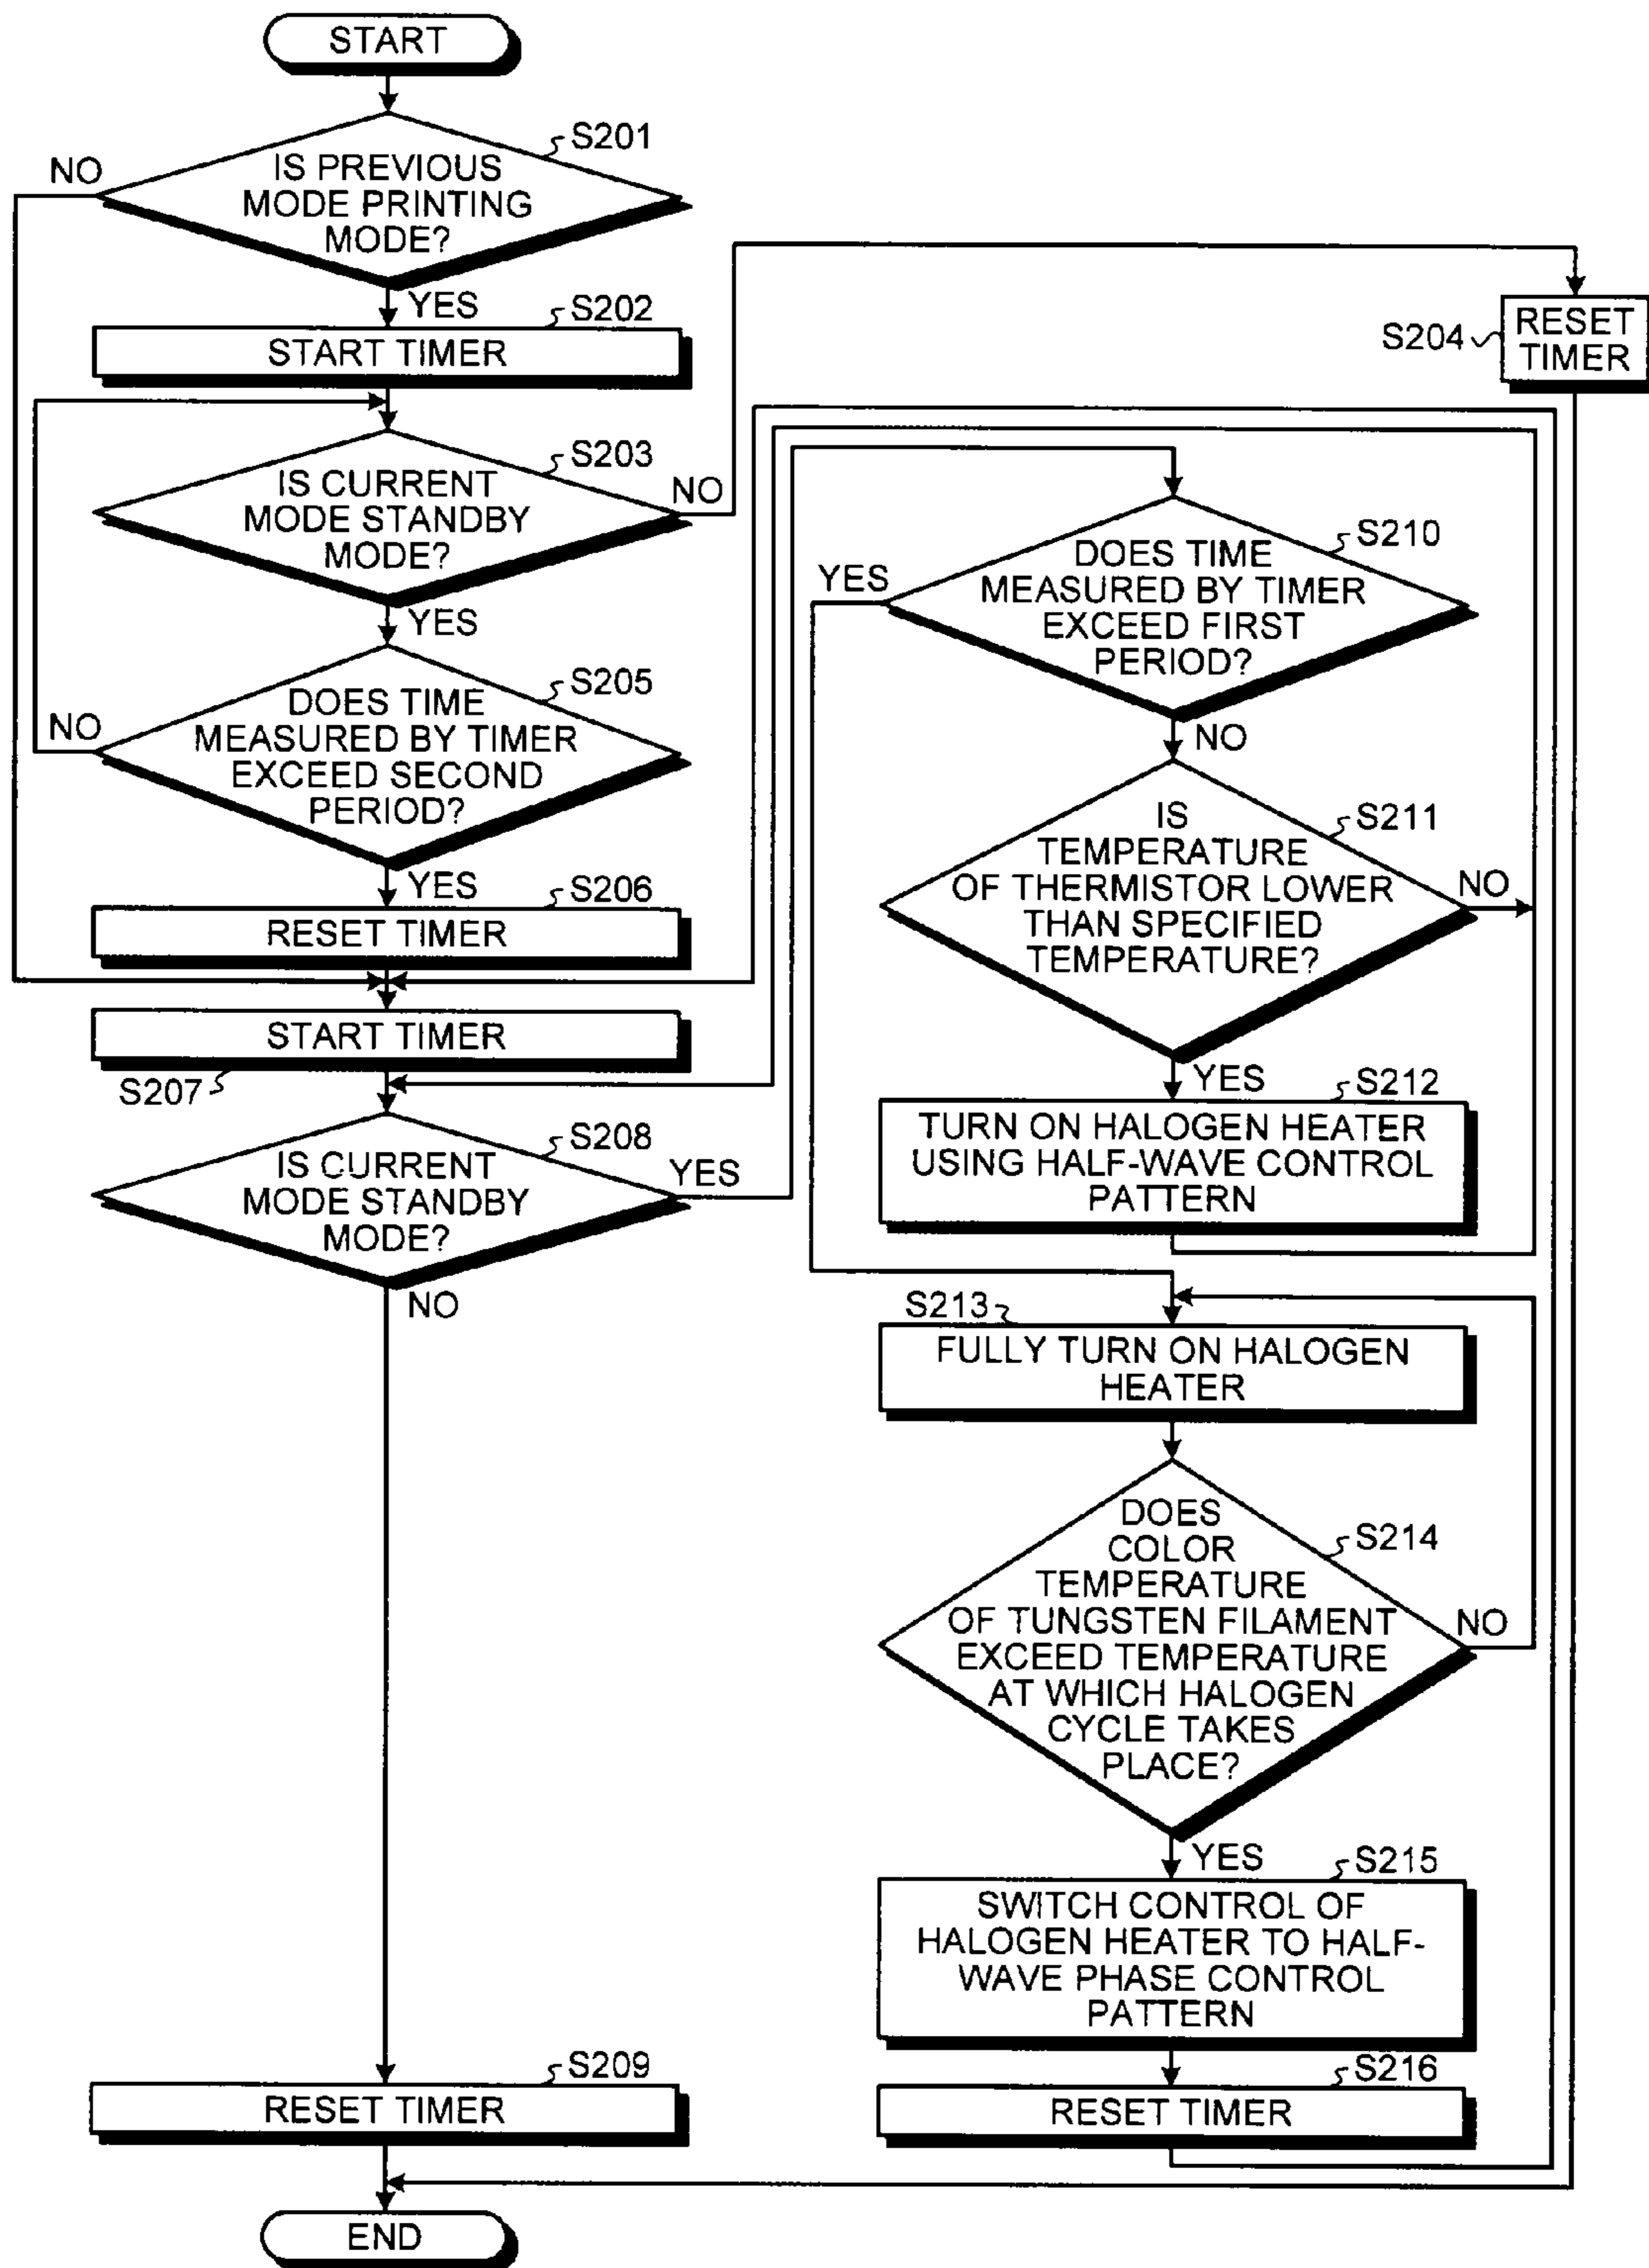 START
S201
IS PREVIOUS
MODE PRINTING
MODE?
NO
YES
S202
START TIMER
S203
IS CURRENT
MODE STANDBY
MODE?
NO
YES
S204
RESET
TIMER
S205
DOES TIME
MEASURED BY TIMER
EXCEED SECOND
PERIOD?
NO
YES
S206
RESET TIMER
START TIMER
S207
S208
IS CURRENT
MODE STANDBY
MODE?
YES
NO
S209
RESET TIMER
END
S210
DOES TIME
MEASURED BY TIMER
EXCEED FIRST
PERIOD?
YES
NO
S211
IS
TEMPERATURE
OF THERMISTOR LOWER
THAN SPECIFIED
TEMPERATURE?
NO
YES
S212
TURN ON HALOGEN HEATER
USING HALF-WAVE CONTROL
PATTERN
S213
FULLY TURN ON HALOGEN
HEATER
S214
DOES
COLOR
TEMPERATURE
OF TUNGSTEN FILAMENT
EXCEED TEMPERATURE
AT WHICH HALOGEN
CYCLE TAKES
PLACE?
NO
YES
S215
SWITCH CONTROL OF
HALOGEN HEATER TO HALF-
WAVE PHASE CONTROL
PATTERN
S216
RESET TIMER